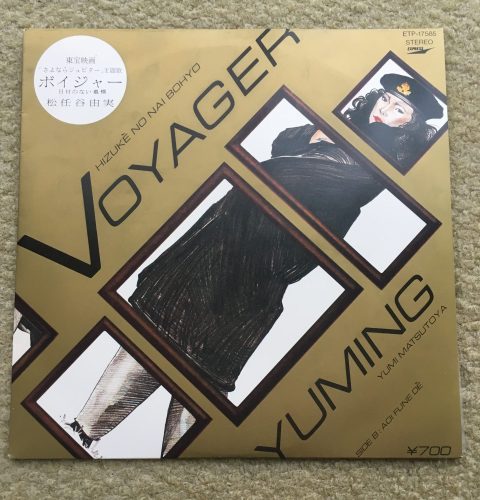 ETP-17585
STEREO
EXPRESS
東宝映画
「さよならジュピター」主題歌
ボイジャー
日付のない墓標
松任谷由実
VOYAGER
HIZUKÈ NO NAI BOHYO
YUMING
YUMI MATSUTOYA
SIDE B: AOI FUNE DÈ
¥700